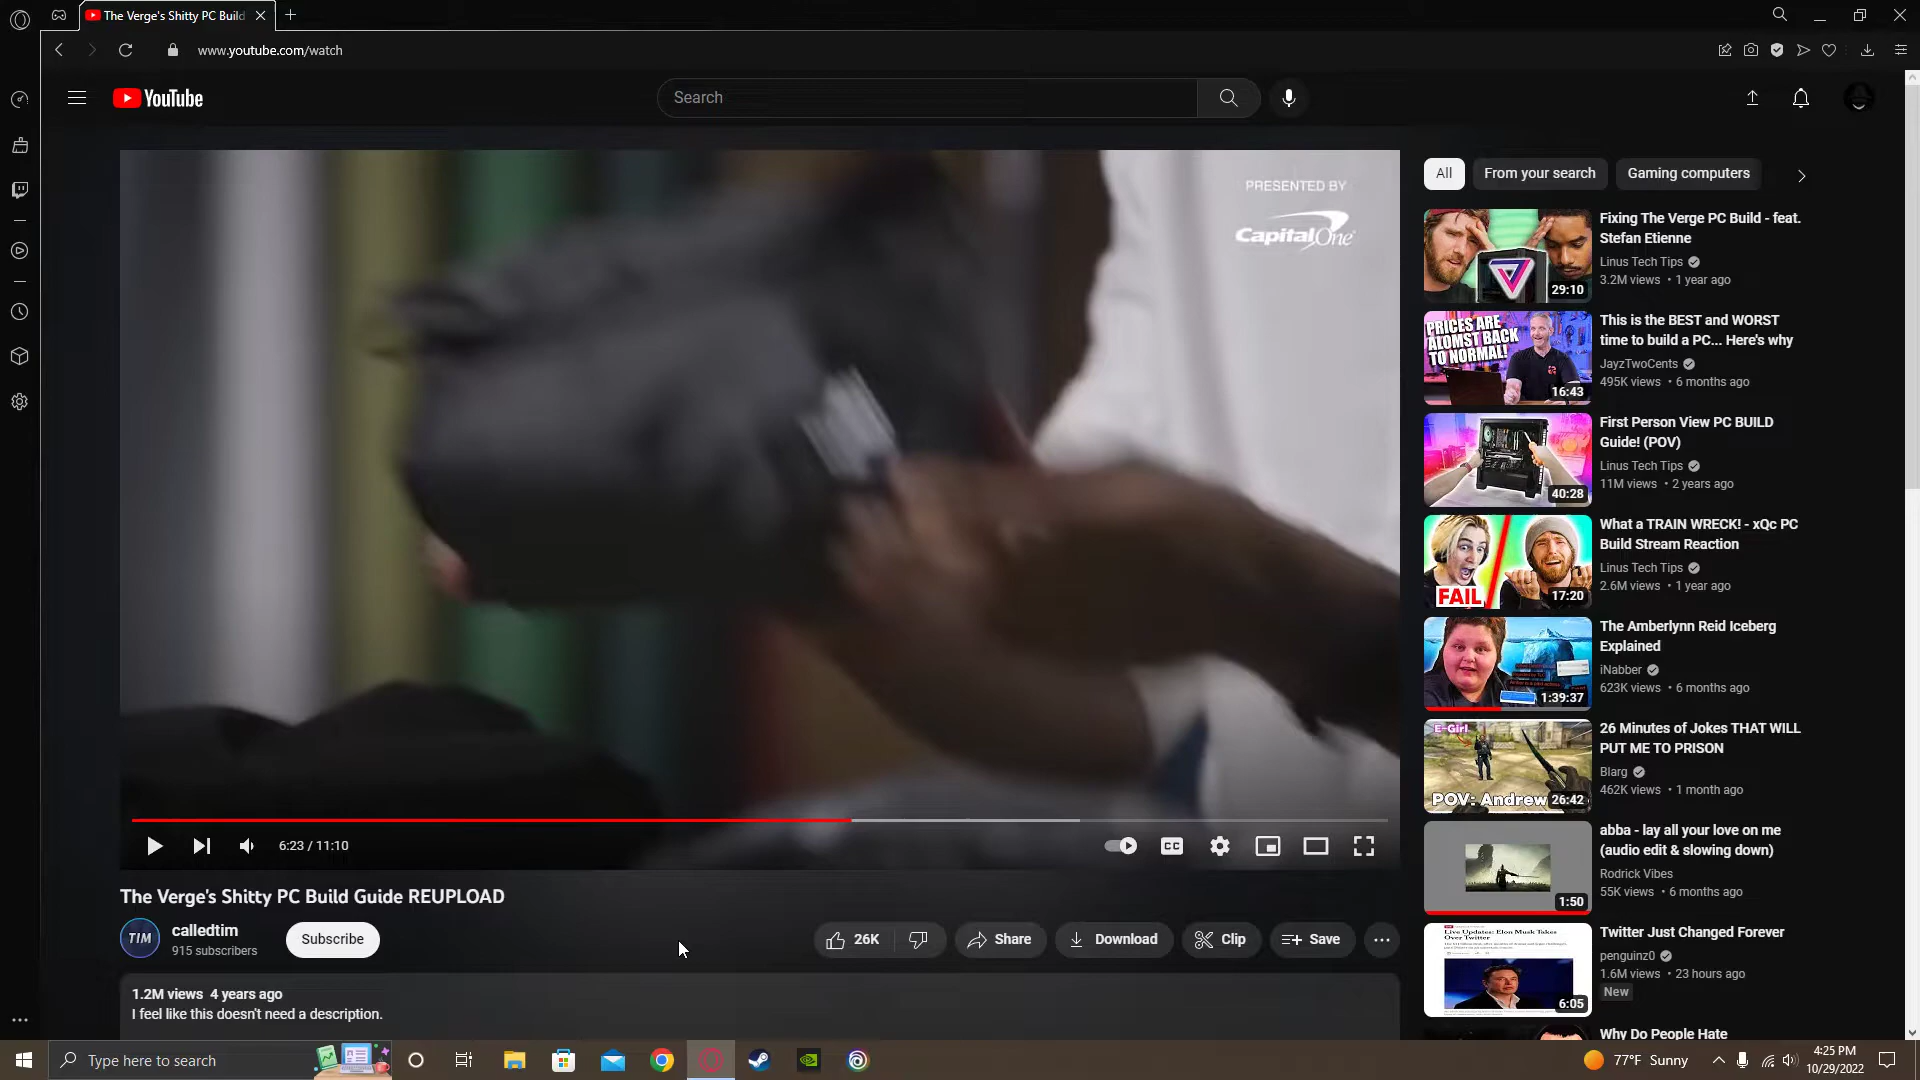 The Verge's Shitty PC Build
www.youtube.com/watch
YouTube
Search
PRESENTED BY
Capital One
6:23 / 11:10
CC
The Verge's Shitty PC Build Guide REUPLOAD
TIM
calledtim
915 subscribers
Subscribe
26K
Share
Download
Clip
Save
1.2M views 4 years ago
I feel like this doesn't need a description.
All
From your search
Gaming computers
29:10
Fixing The Verge PC Build - feat.
Stefan Etienne
Linus Tech Tips
3.2M views • 1 year ago
PRICES ARE
ALOMST BACK
TO NORMAL!
16:43
This is the BEST and WORST
time to build a PC... Here's why
JayzTwoCents
495K views • 6 months ago
40:28
First Person View PC BUILD
Guide! (POV)
Linus Tech Tips
11M views • 2 years ago
FAIL
17:20
What a TRAIN WRECK! - xQc PC
Build Stream Reaction
Linus Tech Tips
2.6M views • 1 year ago
1:39:37
The Amberlynn Reid Iceberg
Explained
iNabber
623K views • 6 months ago
E-Girl
POV: Andrew
26:42
26 Minutes of Jokes THAT WILL
PUT ME TO PRISON
Blarg
462K views • 1 month ago
1:50
abba - lay all your love on me
(audio edit & slowing down)
Rodrick Vibes
55K views • 6 months ago
Live Updates: Elon Musk Takes
Over Twitter
6:05
Twitter Just Changed Forever
penguinz0
1.6M views • 23 hours ago
New
Why Do People Hate
Type here to search
77°F Sunny
4:25 PM
10/29/2022